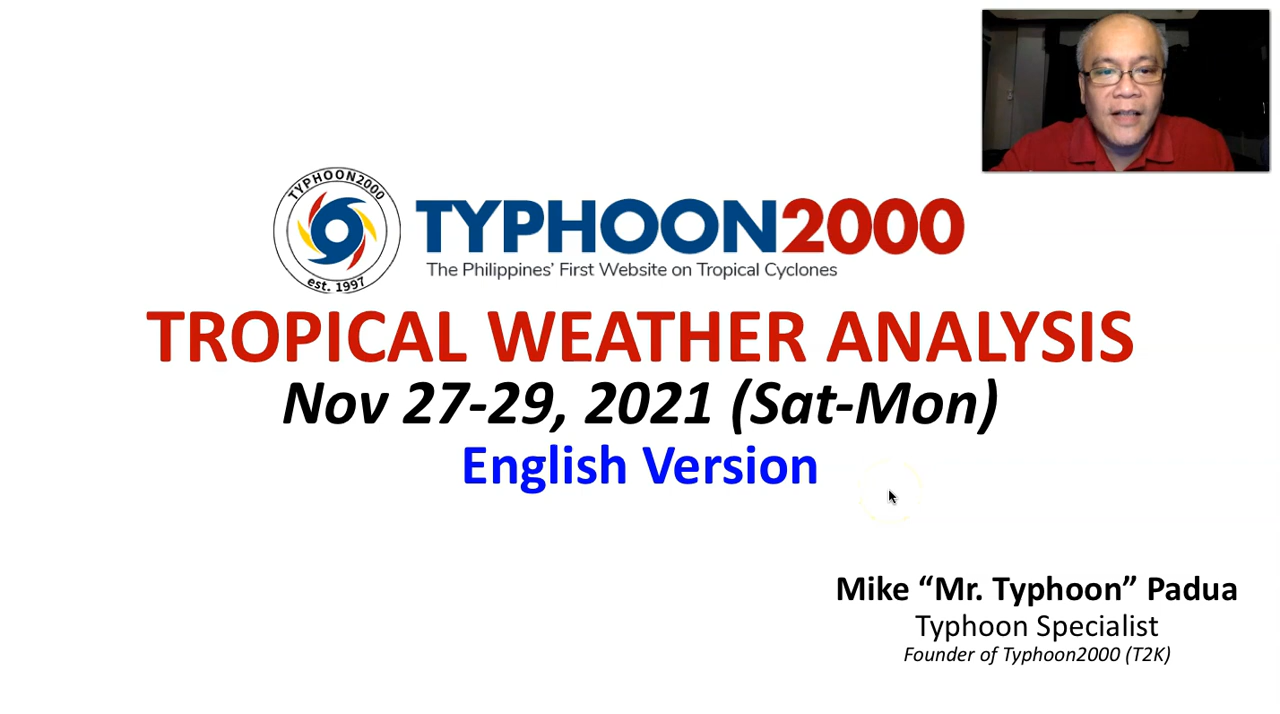 TYPHOON2000
est. 1997
TYPHOON2000
The Philippines' First Website on Tropical Cyclones
TROPICAL WEATHER ANALYSIS
Nov 27-29, 2021 (Sat-Mon)
English Version
Mike “Mr. Typhoon” Padua
Typhoon Specialist
Founder of Typhoon2000 (T2K)